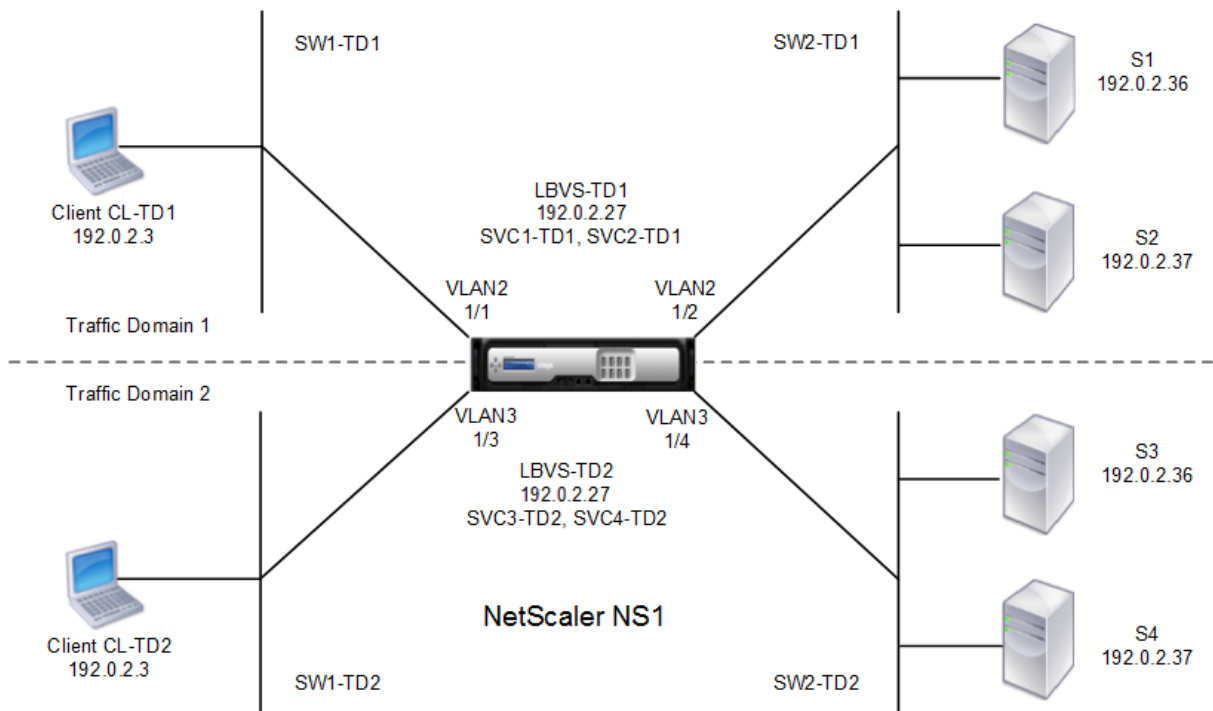 SW1-TD1
SW2-TD1
S1
192.0.2.36
Client CL-TD1
192.0.2.3
LBVS-TD1
192.0.2.27
SVC1-TD1, SVC2-TD1
S2
192.0.2.37
VLAN2
1/1
VLAN2
1/2
Traffic Domain 1
Traffic Domain 2
VLAN3
1/3
VLAN3
1/4
LBVS-TD2
192.0.2.27
SVC3-TD2, SVC4-TD2
S3
192.0.2.36
Client CL-TD2
192.0.2.3
NetScaler NS1
S4
192.0.2.37
SW1-TD2
SW2-TD2